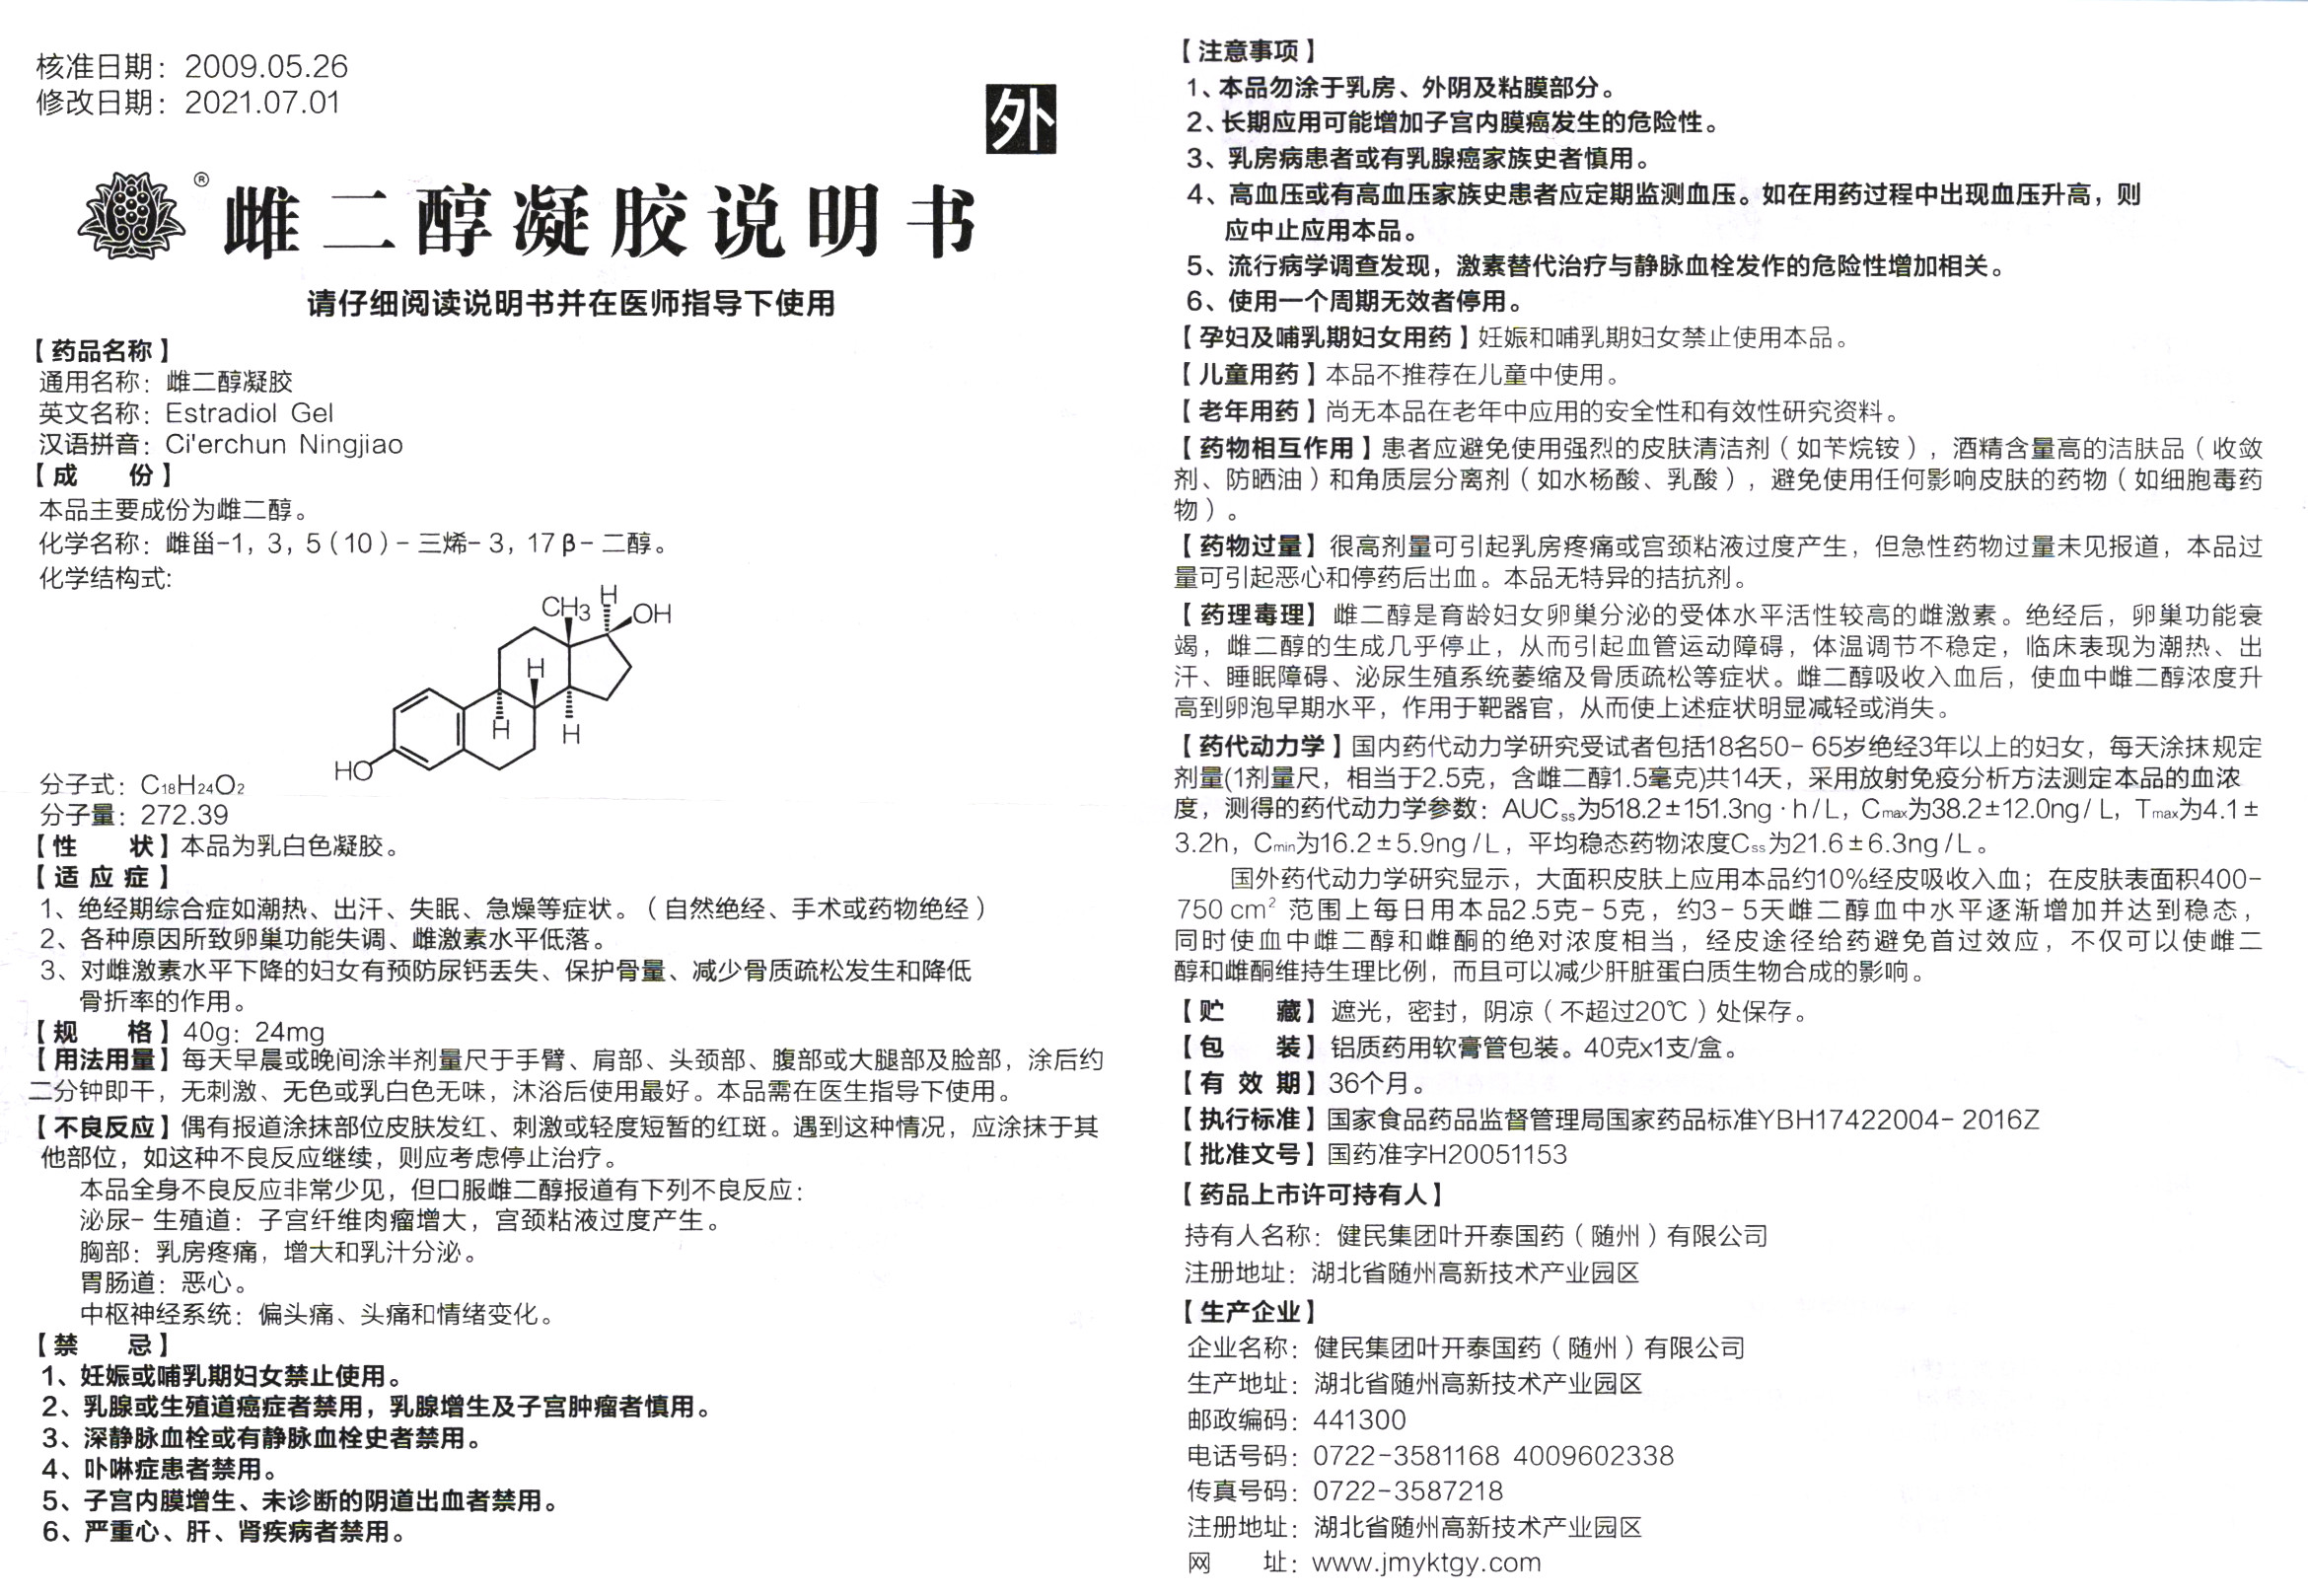 核准日期：2009.05.26
修改日期：2021.07.01
外
®
雌二醇凝胶说明书
请仔细阅读说明书并在医师指导下使用
【药品名称】
通用名称：雌二醇凝胶
英文名称：Estradiol Gel
汉语拼音：Ci'erchun Ningjiao
【成　　份】
本品主要成份为雌二醇。
化学名称：雌甾-1，3，5（10）-三烯-3，17β-二醇。
化学结构式:
CH3 H
OH
H
H
H
HO
分子式：C18H24O2
分子量：272.39
【性　　状】本品为乳白色凝胶。
【适 应 症】
1、绝经期综合症如潮热、出汗、失眠、急燥等症状。（自然绝经、手术或药物绝经）
2、各种原因所致卵巢功能失调、雌激素水平低落。
3、对雌激素水平下降的妇女有预防尿钙丢失、保护骨量、减少骨质疏松发生和降低
骨折率的作用。
【规　　格】40g：24mg
【用法用量】每天早晨或晚间涂半剂量尺于手臂、肩部、头颈部、腹部或大腿部及脸部，涂后约
二分钟即干，无刺激、无色或乳白色无味，沐浴后使用最好。本品需在医生指导下使用。
【不良反应】偶有报道涂抹部位皮肤发红、刺激或轻度短暂的红斑。遇到这种情况，应涂抹于其
他部位，如这种不良反应继续，则应考虑停止治疗。
本品全身不良反应非常少见，但口服雌二醇报道有下列不良反应：
泌尿-生殖道：子宫纤维肉瘤增大，宫颈粘液过度产生。
胸部：乳房疼痛，增大和乳汁分泌。
胃肠道：恶心。
中枢神经系统：偏头痛、头痛和情绪变化。
【禁　　忌】
1、妊娠或哺乳期妇女禁止使用。
2、乳腺或生殖道癌症者禁用，乳腺增生及子宫肿瘤者慎用。
3、深静脉血栓或有静脉血栓史者禁用。
4、卟啉症患者禁用。
5、子宫内膜增生、未诊断的阴道出血者禁用。
6、严重心、肝、肾疾病者禁用。
【注意事项】
1、本品勿涂于乳房、外阴及粘膜部分。
2、长期应用可能增加子宫内膜癌发生的危险性。
3、乳房病患者或有乳腺癌家族史者慎用。
4、高血压或有高血压家族史患者应定期监测血压。如在用药过程中出现血压升高，则
应中止应用本品。
5、流行病学调查发现，激素替代治疗与静脉血栓发作的危险性增加相关。
6、使用一个周期无效者停用。
【孕妇及哺乳期妇女用药】妊娠和哺乳期妇女禁止使用本品。
【儿童用药】本品不推荐在儿童中使用。
【老年用药】尚无本品在老年中应用的安全性和有效性研究资料。
【药物相互作用】患者应避免使用强烈的皮肤清洁剂（如苄烷铵），酒精含量高的洁肤品（收敛
剂、防晒油）和角质层分离剂（如水杨酸、乳酸），避免使用任何影响皮肤的药物（如细胞毒药
物）。
【药物过量】很高剂量可引起乳房疼痛或宫颈粘液过度产生，但急性药物过量未见报道，本品过
量可引起恶心和停药后出血。本品无特异的拮抗剂。
【药理毒理】雌二醇是育龄妇女卵巢分泌的受体水平活性较高的雌激素。绝经后，卵巢功能衰
竭，雌二醇的生成几乎停止，从而引起血管运动障碍，体温调节不稳定，临床表现为潮热、出
汗、睡眠障碍、泌尿生殖系统萎缩及骨质疏松等症状。雌二醇吸收入血后，使血中雌二醇浓度升
高到卵泡早期水平，作用于靶器官，从而使上述症状明显减轻或消失。
【药代动力学】国内药代动力学研究受试者包括18名50-65岁绝经3年以上的妇女，每天涂抹规定
剂量(1剂量尺，相当于2.5克，含雌二醇1.5毫克)共14天，采用放射免疫分析方法测定本品的血浓
度，测得的药代动力学参数：AUCss为518.2±151.3ng·h/L，Cmax为38.2±12.0ng/L，Tmax为4.1±
3.2h，Cmin为16.2±5.9ng/L，平均稳态药物浓度Css为21.6±6.3ng/L。
国外药代动力学研究显示，大面积皮肤上应用本品约10%经皮吸收入血；在皮肤表面积400-
750cm² 范围上每日用本品2.5克-5克，约3-5天雌二醇血中水平逐渐增加并达到稳态，
同时使血中雌二醇和雌酮的绝对浓度相当，经皮途径给药避免首过效应，不仅可以使雌二
醇和雌酮维持生理比例，而且可以减少肝脏蛋白质生物合成的影响。
【贮　　藏】遮光，密封，阴凉（不超过20℃）处保存。
【包　　装】铝质药用软膏管包装。40克x1支/盒。
【有 效 期】36个月。
【执行标准】国家食品药品监督管理局国家药品标准YBH17422004-2016Z
【批准文号】国药准字H20051153
【药品上市许可持有人】
持有人名称：健民集团叶开泰国药（随州）有限公司
注册地址：湖北省随州高新技术产业园区
【生产企业】
企业名称：健民集团叶开泰国药（随州）有限公司
生产地址：湖北省随州高新技术产业园区
邮政编码：441300
电话号码：0722-3581168 4009602338
传真号码：0722-3587218
注册地址：湖北省随州高新技术产业园区
网　　址：www.jmyktgy.com